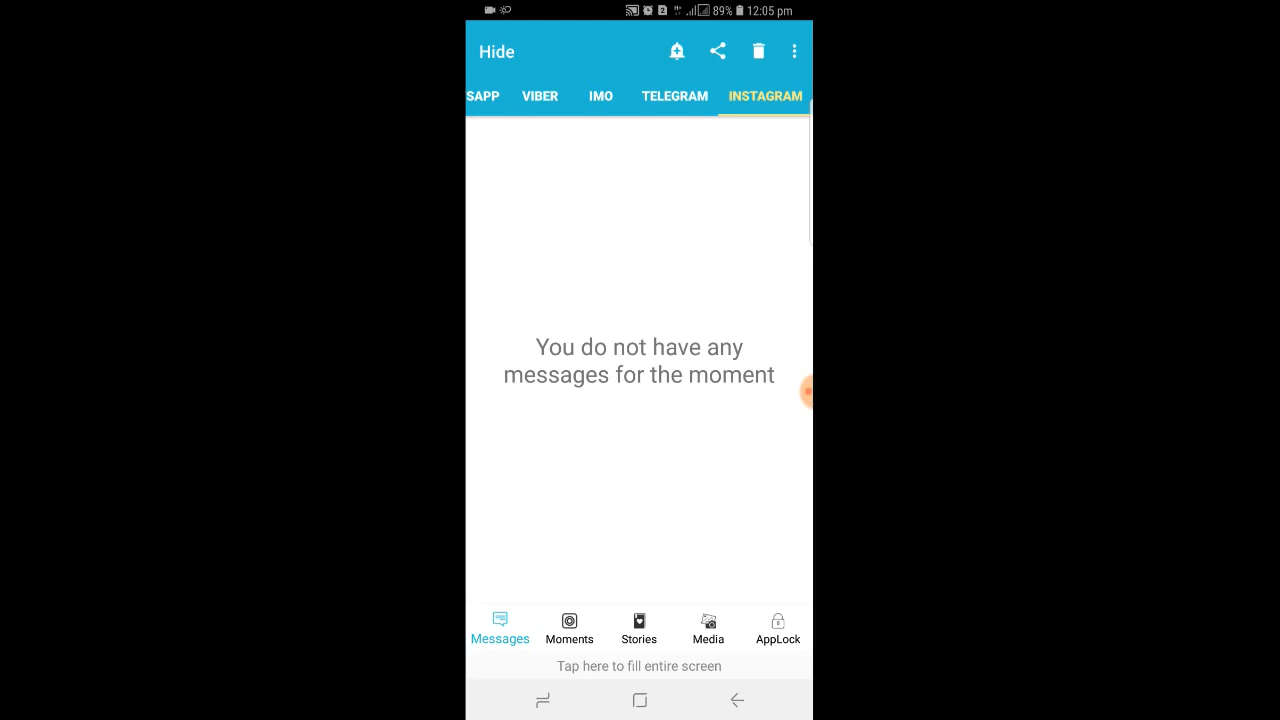 89% 12:05 pm
Hide
SAPP VIBER IMO TELEGRAM INSTAGRAM
You do not have any
messages for the moment
Messages Moments Stories Media AppLock
Tap here to fill entire screen